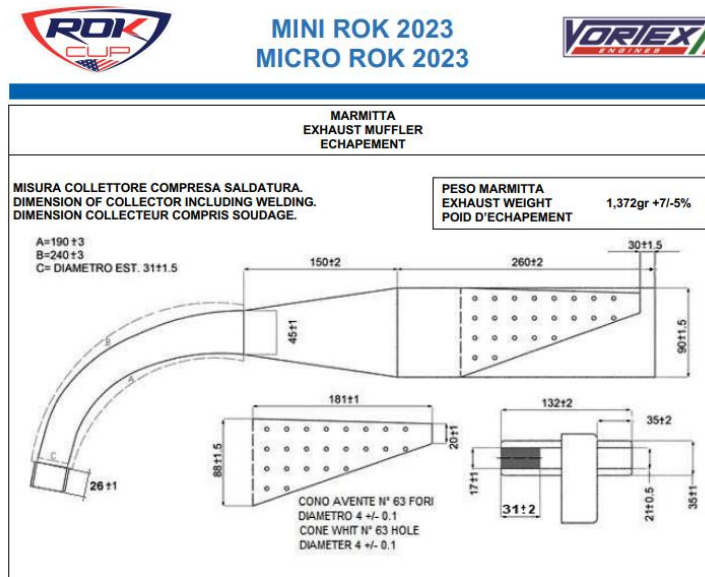 ROK
CUP
MINI ROK 2023
MICRO ROK 2023
VORTEX
ENGINES
MARMITTA
EXHAUST MUFFLER
ECHAPEMENT
MISURA COLLETTORE COMPRESA SALDATURA.
DIMENSION OF COLLECTOR INCLUDING WELDING.
DIMENSION COLLECTEUR COMPRIS SOUDAGE.
PESO MARMITTA
EXHAUST WEIGHT 1,372gr +7/-5%
POID D'ECHAPEMENT
A=190 ±3
B=240 ±3
C= DIAMETRO EST. 31±1.5
30±1.5
150±2
260±2
45±1
90±1.5
B
A
C
26 ±1
181±1
88±1.5
20±1
132±2
35±2
17±1
31±2
21±0.5
35±1
CONO AVENTE N° 63 FORI
DIAMETRO 4 +/- 0.1
CONE WHIT N° 63 HOLE
DIAMETER 4 +/- 0.1